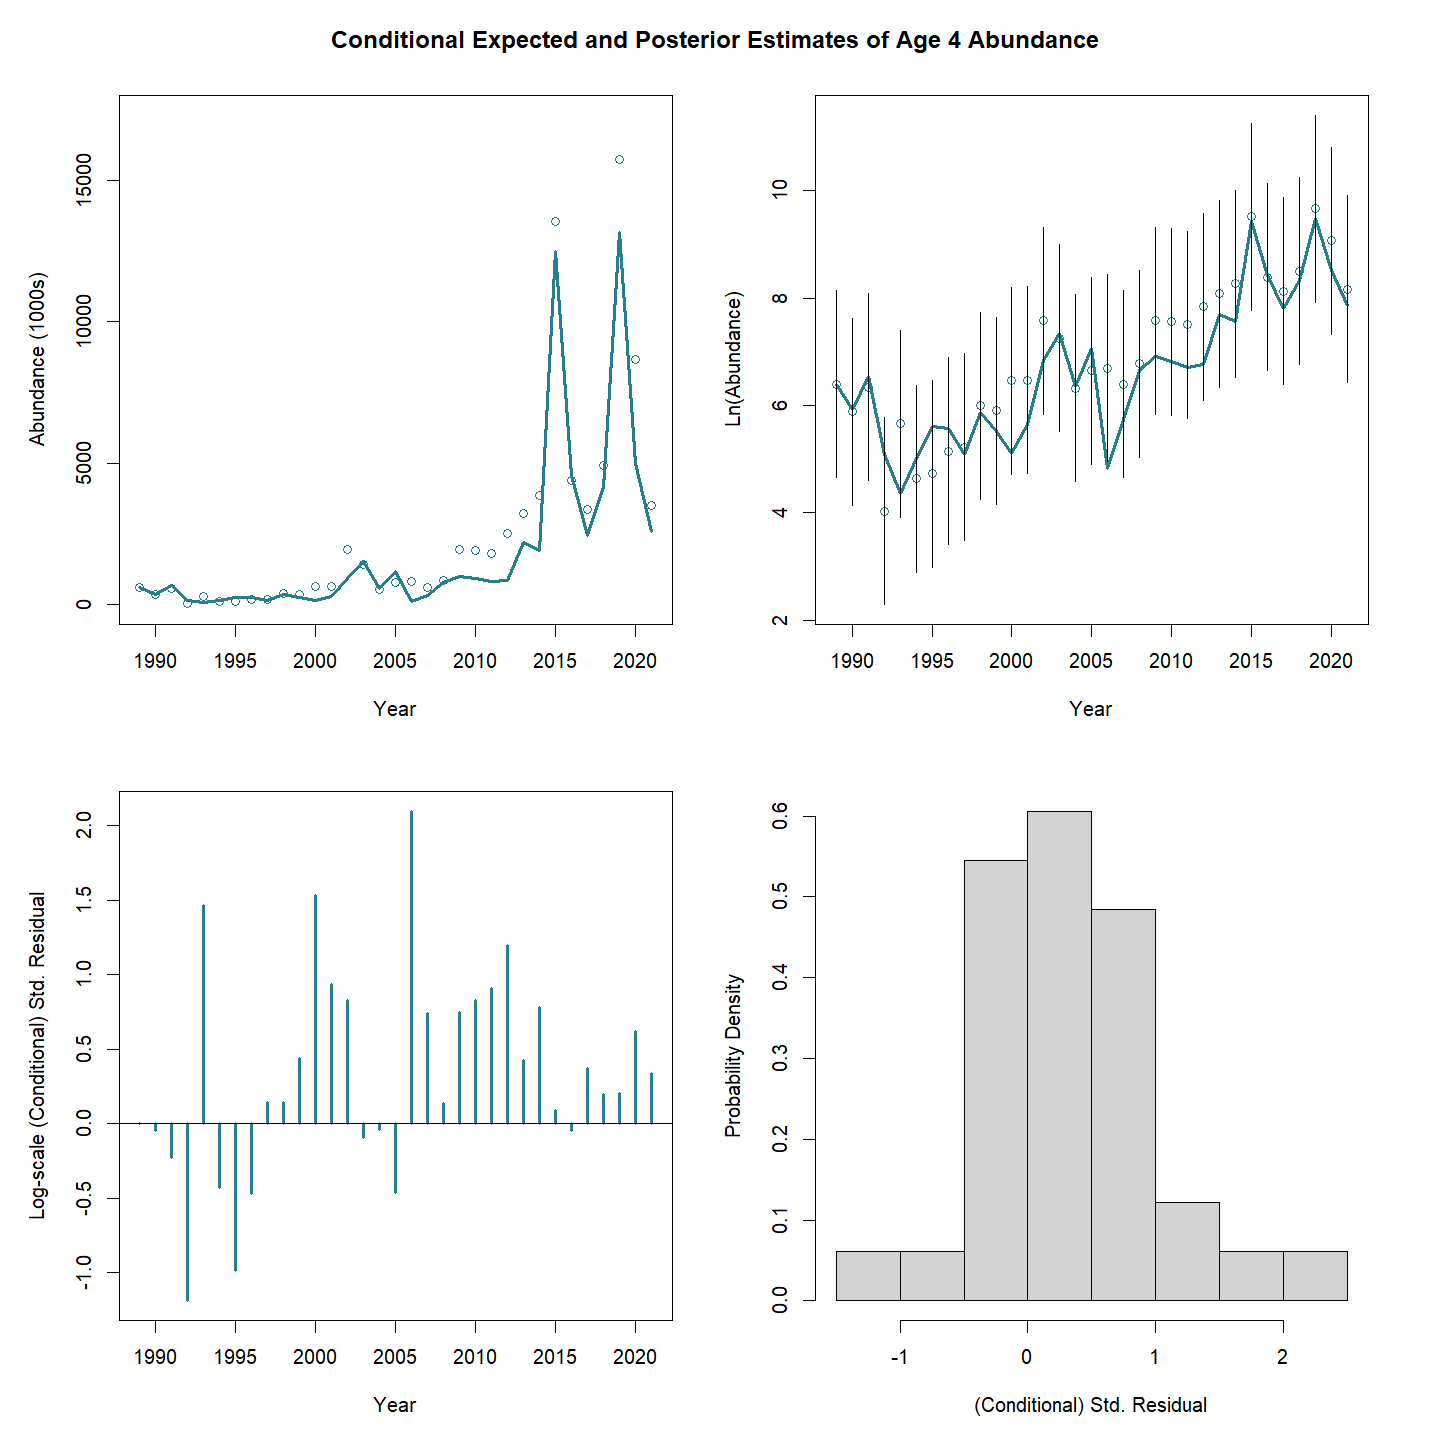 Conditional Expected and Posterior Estimates of Age 4 Abundance
Abundance (1000s)
0 5000 10000 15000
1990 1995 2000 2005 2010 2015 2020
Year
Ln(Abundance)
2 4 6 8 10
1990 1995 2000 2005 2010 2015 2020
Year
Log-scale (Conditional) Std. Residual
-1.0 -0.5 0.0 0.5 1.0 1.5 2.0
1990 1995 2000 2005 2010 2015 2020
Year
Probability Density
0.0 0.1 0.2 0.3 0.4 0.5 0.6
-1 0 1 2
(Conditional) Std. Residual